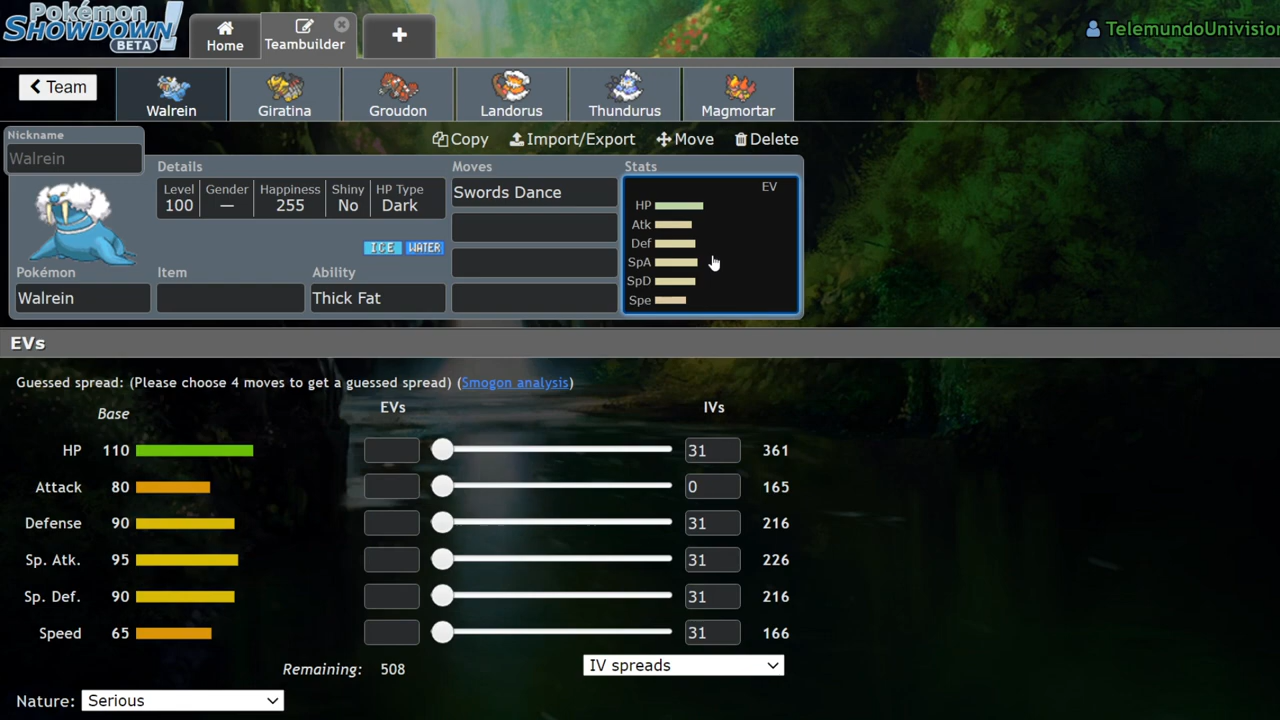 Pokémon
SHOWDOWN!
BETA
Home
Teambuilder
+
TelemundoUnivision
Team
Walrein
Giratina
Groudon
Landorus
Thundurus
Magmortar
Nickname
Walrein
Copy
Import/Export
Move
Delete
Details
Moves
Stats
Level Gender Happiness Shiny HP Type
100 — 255 No Dark
Swords Dance
EV
HP
Atk
Def
SpA
SpD
Spe
ICE WATER
Pokémon
Item
Ability
Walrein
Thick Fat
EVs
Guessed spread: (Please choose 4 moves to get a guessed spread) (Smogon analysis)
Base EVs IVs
HP 110 31 361
Attack 80 0 165
Defense 90 31 216
Sp. Atk. 95 31 226
Sp. Def. 90 31 216
Speed 65 31 166
Remaining: 508
IV spreads
Nature: Serious